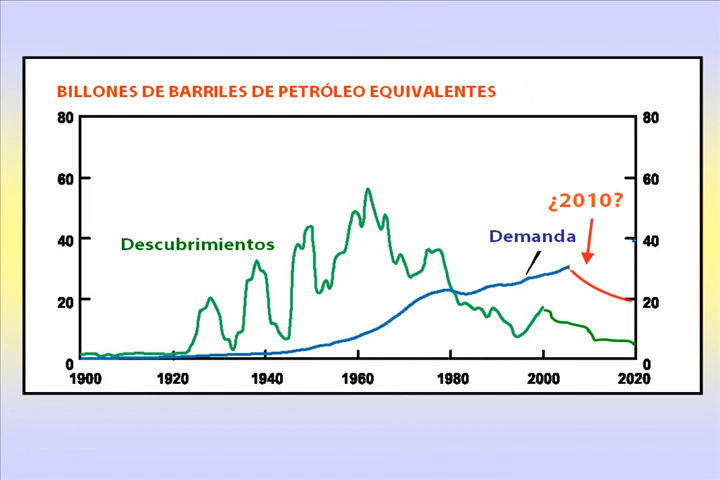 BILLONES DE BARRILES DE PETRÓLEO EQUIVALENTES
80 80
60 60
¿2010?
Demanda
40 40
Descubrimientos
20 20
0 0
1900 1920 1940 1960 1980 2000 2020